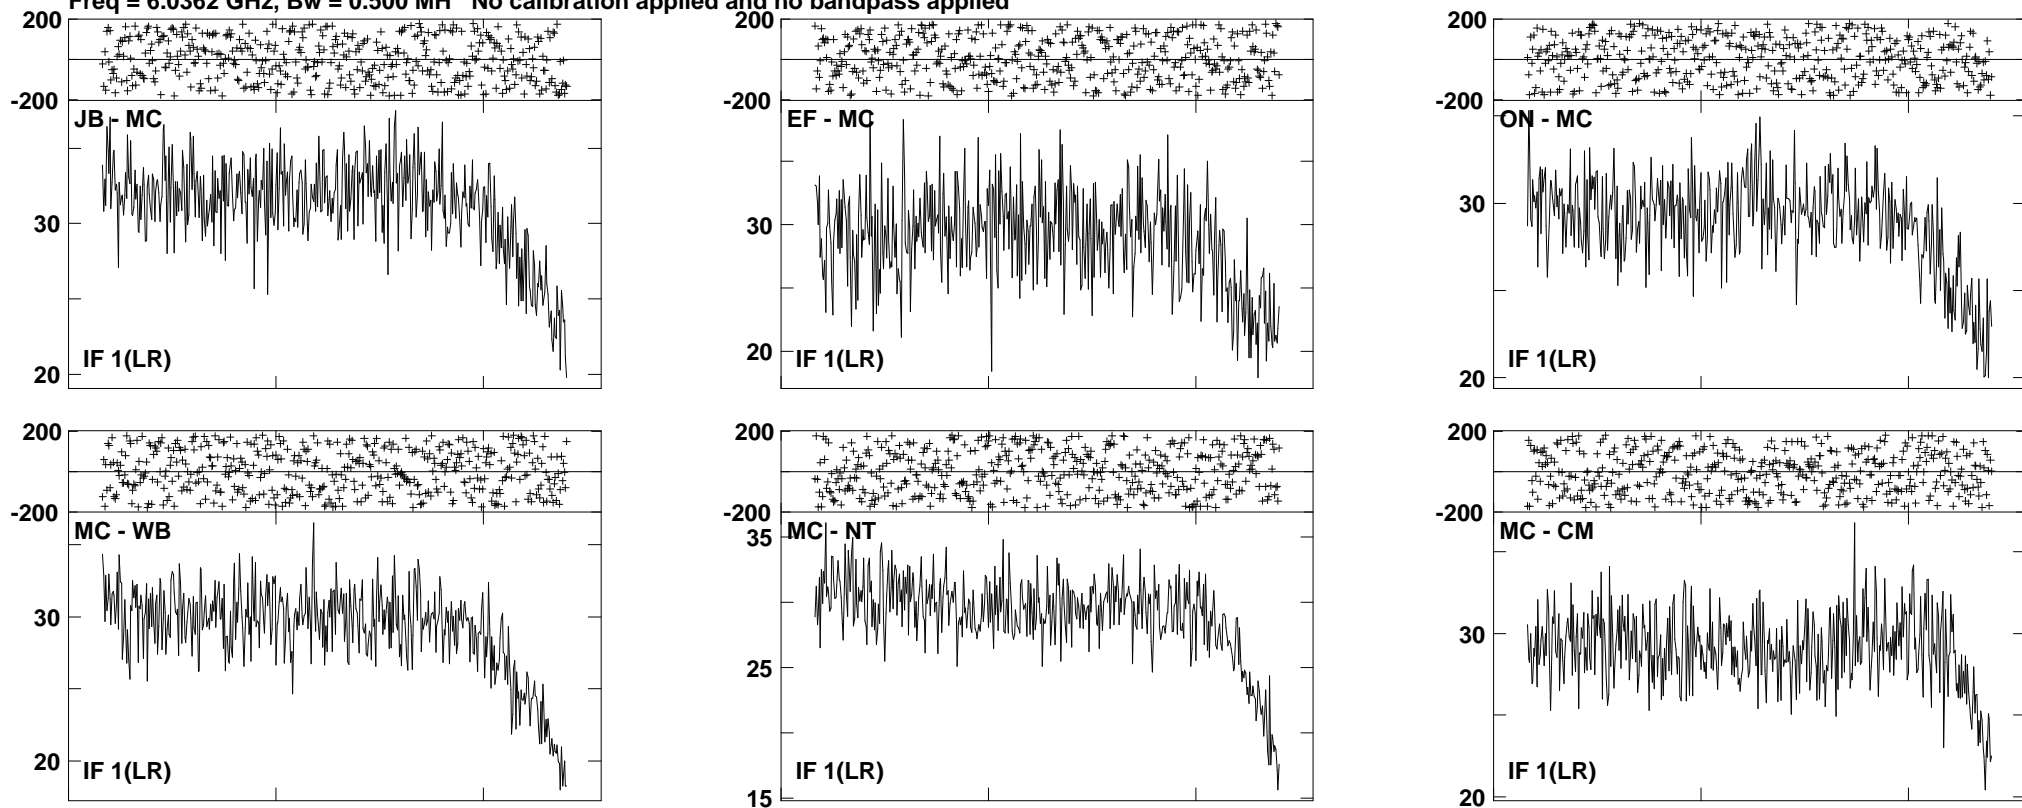 Freq = 6.0362 GHz, Bw = 0.500 MH No calibration applied and no bandpass applied
200
-200
JB - MC
30
20
IF 1(LR)
200
-200
EF - MC
30
20
IF 1(LR)
200
-200
ON - MC
30
20
IF 1(LR)
200
-200
MC - WB
30
20
IF 1(LR)
200
-200
35
MC - NT
25
15
IF 1(LR)
200
-200
MC - CM
30
20
IF 1(LR)